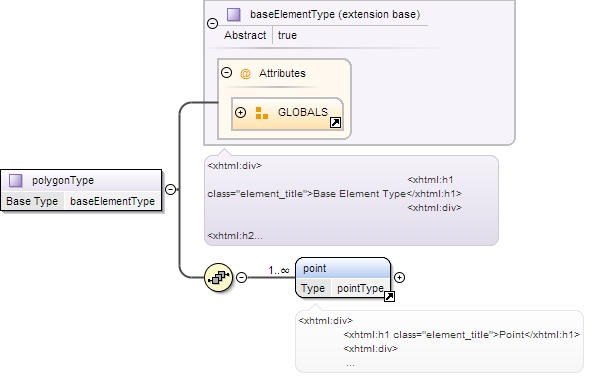 baseElementType (extension base)
Abstract true
@ Attributes
GLOBALS
<xhtml:div>
<xhtml:h1
class="element_title">Base Element Type</xhtml:h1>
<xhtml:div>
<xhtml:h2...
polygonType
Base Type baseElementType
1..∞
point
Type pointType
<xhtml:div>
<xhtml:h1 class="element_title">Point</xhtml:h1>
<xhtml:div>
...